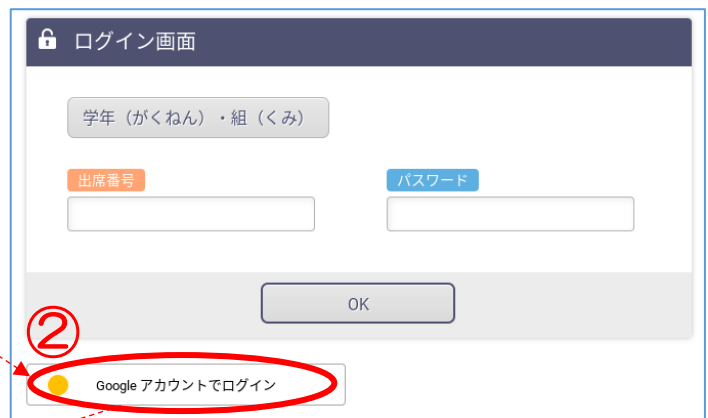 ログイン画面
学年（がくねん）・組（くみ）
出席番号
パスワード
OK
②
Google アカウントでログイン